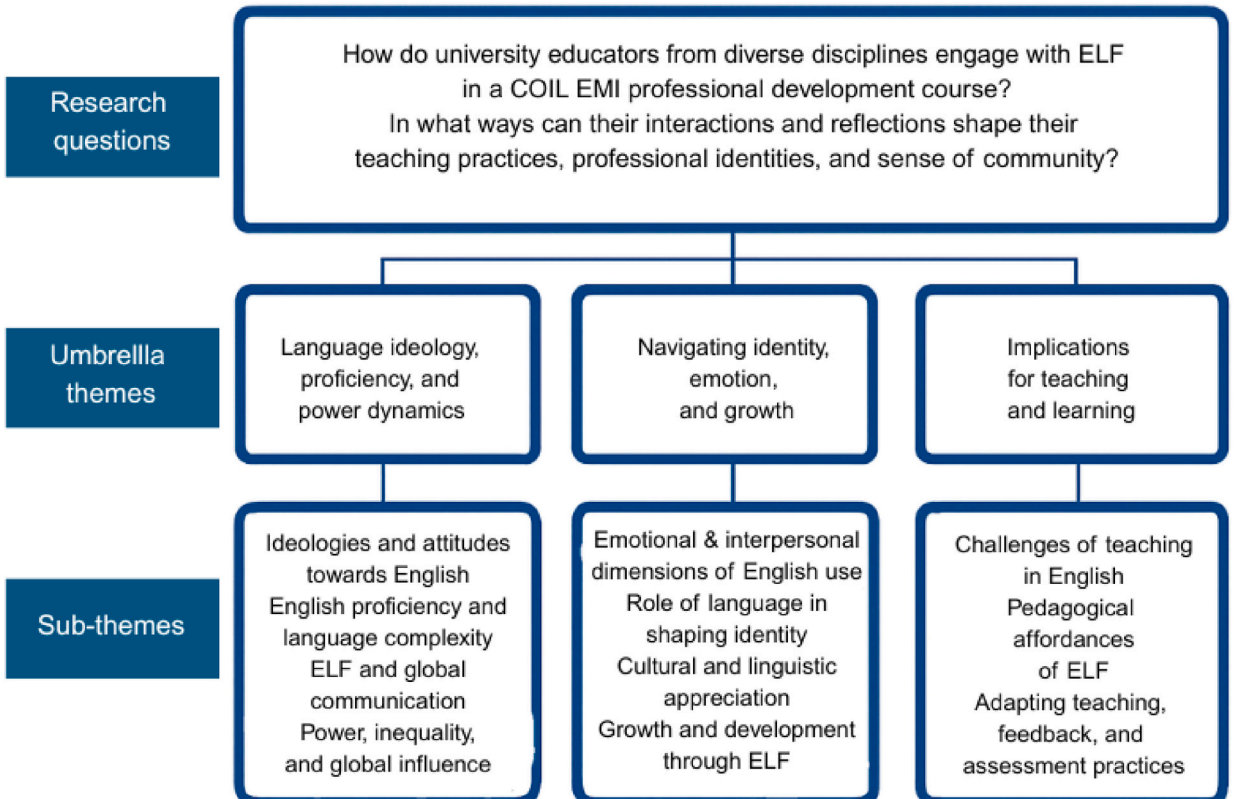 Research
questions
How do university educators from diverse disciplines engage with ELF
in a COIL EMI professional development course?
In what ways can their interactions and reflections shape their
teaching practices, professional identities, and sense of community?
Umbrellla
themes
Language ideology,
proficiency, and
power dynamics
Navigating identity,
emotion,
and growth
Implications
for teaching
and learning
Sub-themes
Ideologies and attitudes
towards English
English proficiency and
language complexity
ELF and global
communication
Power, inequality,
and global influence
Emotional & interpersonal
dimensions of English use
Role of language in
shaping identity
Cultural and linguistic
appreciation
Growth and development
through ELF
Challenges of teaching
in English
Pedagogical
affordances
of ELF
Adapting teaching,
feedback, and
assessment practices